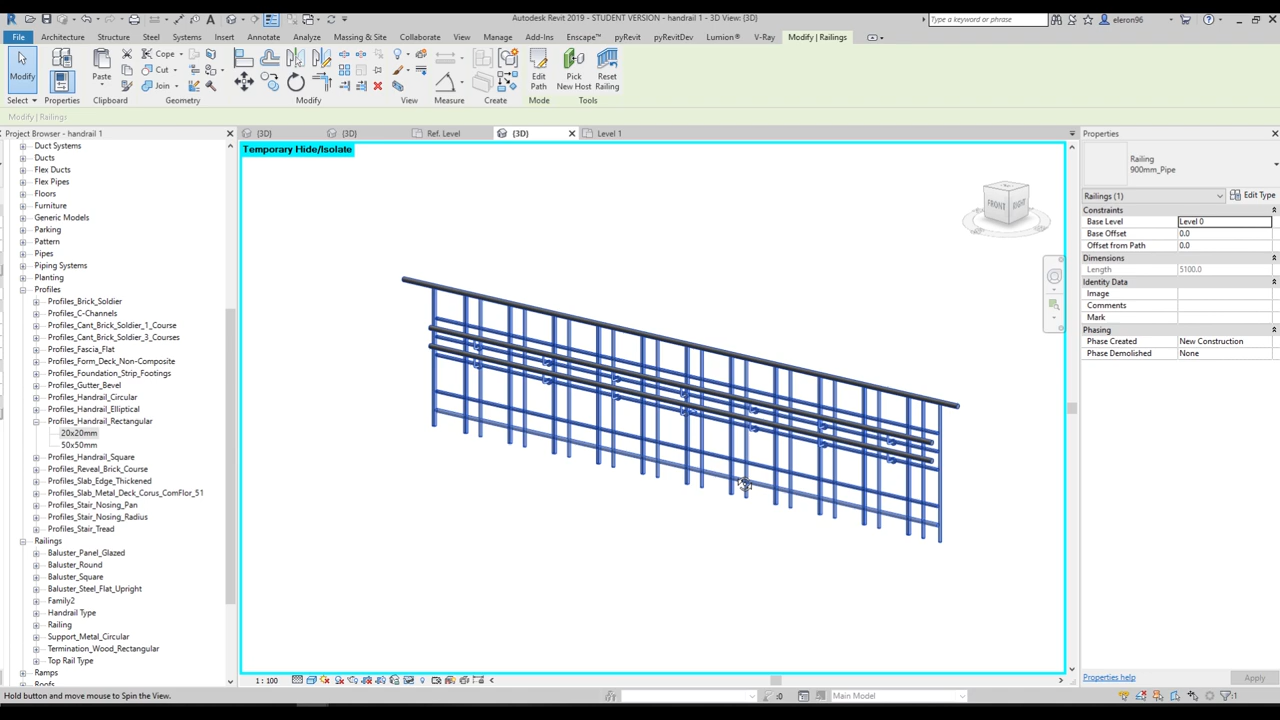 Autodesk Revit 2019 - STUDENT VERSION - handrail 1 - 3D View: {3D}
Type a keyword or phrase
eleron96
File Architecture Structure Steel Systems Insert Annotate Analyze Massing & Site Collaborate View Manage Add-Ins Enscape™ pyRevit pyRevitDev Lumion® V-Ray Modify | Railings
Modify
Paste
Cope
Cut
Join
Edit Path
Pick New Host
Reset Railing
Select Properties Clipboard Geometry Modify View Measure Create Mode Tools
Modify | Railings
Project Browser - handrail 1
{3D} {3D} Ref. Level {3D} Level 1
Properties
Duct Systems
Ducts
Flex Ducts
Flex Pipes
Floors
Furniture
Generic Models
Parking
Pattern
Pipes
Piping Systems
Planting
Profiles
Profiles_Brick_Soldier
Profiles_C-Channels
Profiles_Cant_Brick_Soldier_1_Course
Profiles_Cant_Brick_Soldier_3_Courses
Profiles_Fascia_Flat
Profiles_Form_Deck_Non-Composite
Profiles_Foundation_Strip_Footings
Profiles_Gutter_Bevel
Profiles_Handrail_Circular
Profiles_Handrail_Elliptical
Profiles_Handrail_Rectangular
20x20mm
50x50mm
Profiles_Handrail_Square
Profiles_Reveal_Brick_Course
Profiles_Slab_Edge_Thickened
Profiles_Slab_Metal_Deck_Corus_ComFlor_51
Profiles_Stair_Nosing_Pan
Profiles_Stair_Nosing_Radius
Profiles_Stair_Tread
Railings
Baluster_Panel_Glazed
Baluster_Round
Baluster_Square
Baluster_Steel_Flat_Upright
Family2
Handrail Type
Railing
Support_Metal_Circular
Termination_Wood_Rectangular
Top Rail Type
Ramps
Roofs
Temporary Hide/Isolate
FRONT RIGHT
Railing
900mm_Pipe
Railings (1) Edit Type
Constraints
Base Level Level 0
Base Offset 0.0
Offset from Path 0.0
Dimensions
Length 5100.0
Identity Data
Image
Comments
Mark
Phasing
Phase Created New Construction
Phase Demolished None
Properties help Apply
1 : 100
Hold button and move mouse to Spin the View.
:0
Main Model
:1